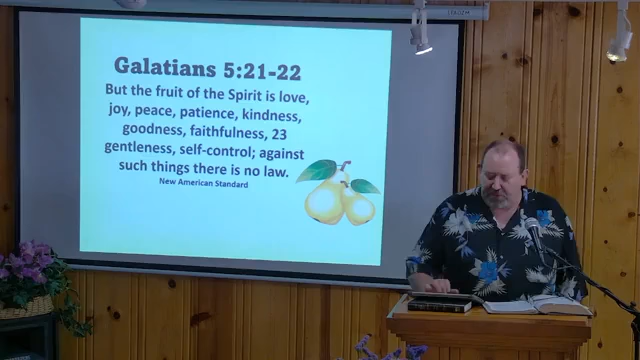 Galatians 5:21-22
But the fruit of the Spirit is love,
joy, peace, patience, kindness,
goodness, faithfulness, 23
gentleness, self-control; against
such things there is no law.
New American Standard